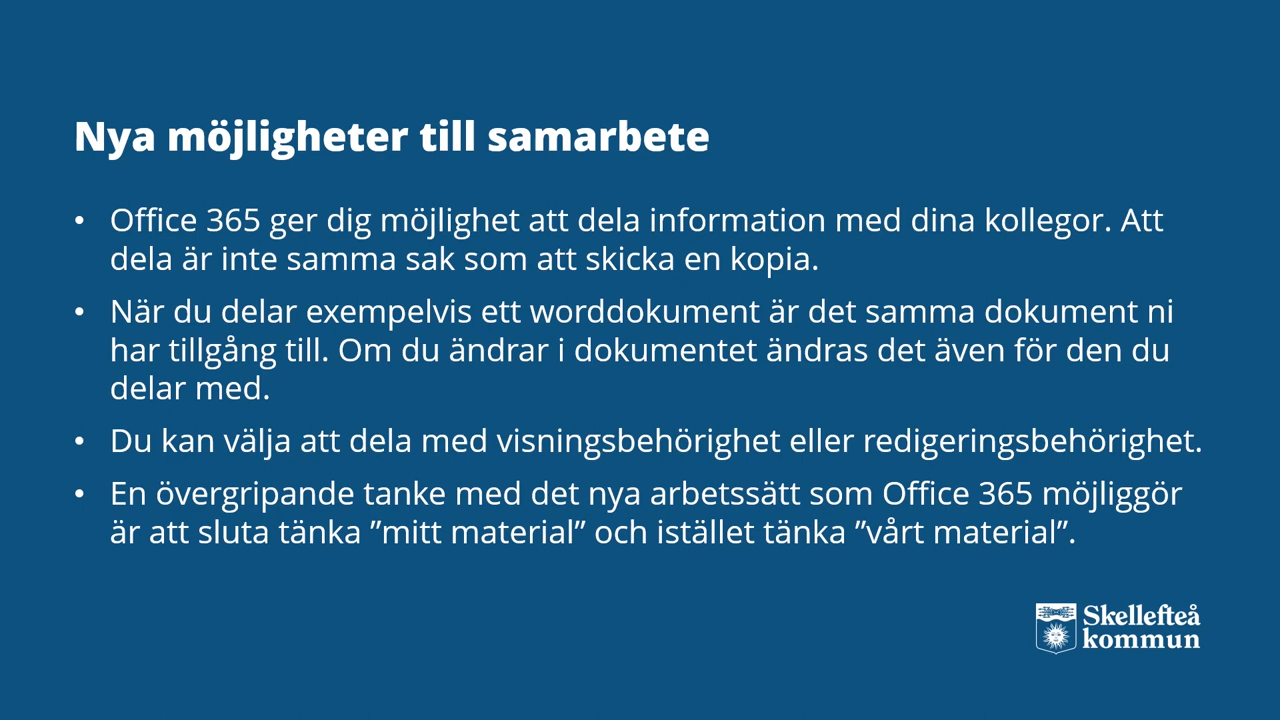 Nya möjligheter till samarbete
• Office 365 ger dig möjlighet att dela information med dina kollegor. Att
dela är inte samma sak som att skicka en kopia.
• När du delar exempelvis ett worddokument är det samma dokument ni
har tillgång till. Om du ändrar i dokumentet ändras det även för den du
delar med.
• Du kan välja att dela med visningsbehörighet eller redigeringsbehörighet.
• En övergripande tanke med det nya arbetssätt som Office 365 möjliggör
är att sluta tänka ”mitt material” och istället tänka ”vårt material”.
Skellefteå
kommun